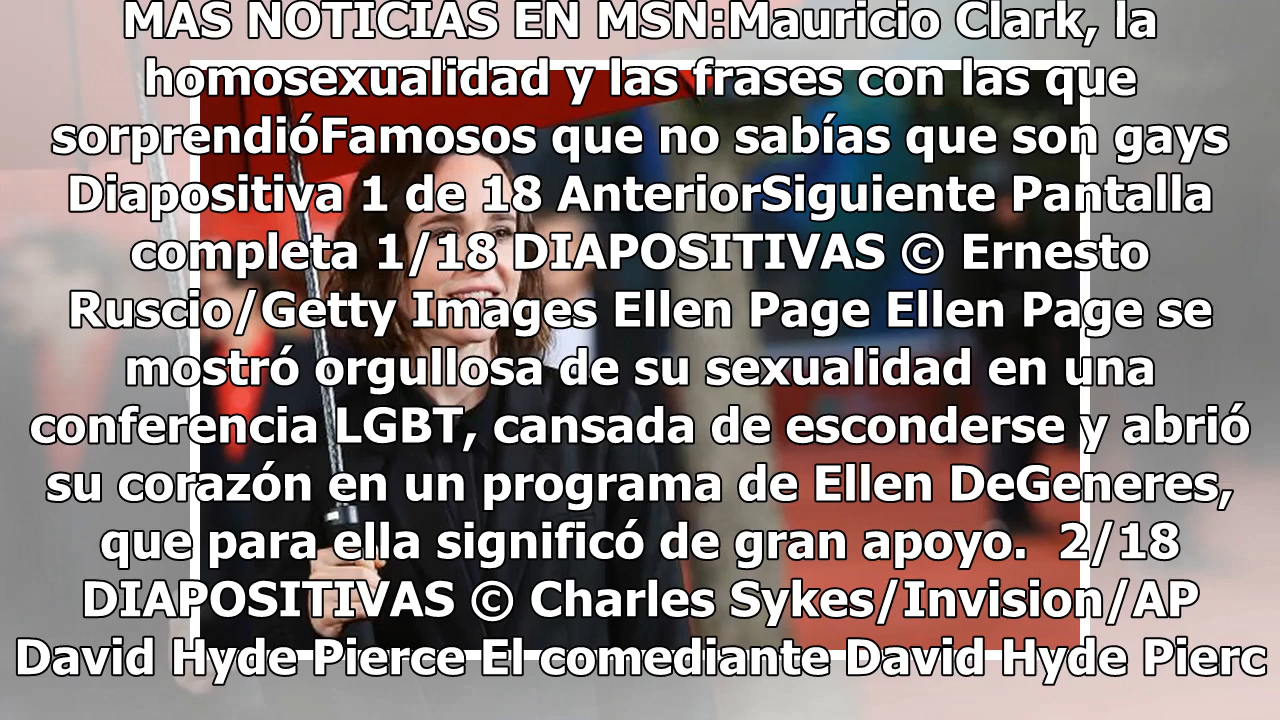 MÁS NOTICIAS EN MSN:Mauricio Clark, la
homosexualidad y las frases con las que
sorprendióFamosos que no sabías que son gays
Diapositiva 1 de 18 AnteriorSiguiente Pantalla
completa 1/18 DIAPOSITIVAS © Ernesto
Ruscio/Getty Images Ellen Page Ellen Page se
mostró orgullosa de su sexualidad en una
conferencia LGBT, cansada de esconderse y abrió
su corazón en un programa de Ellen DeGeneres,
que para ella significó de gran apoyo.  2/18
DIAPOSITIVAS © Charles Sykes/Invision/AP
David Hyde Pierce El comediante David Hyde Pierc